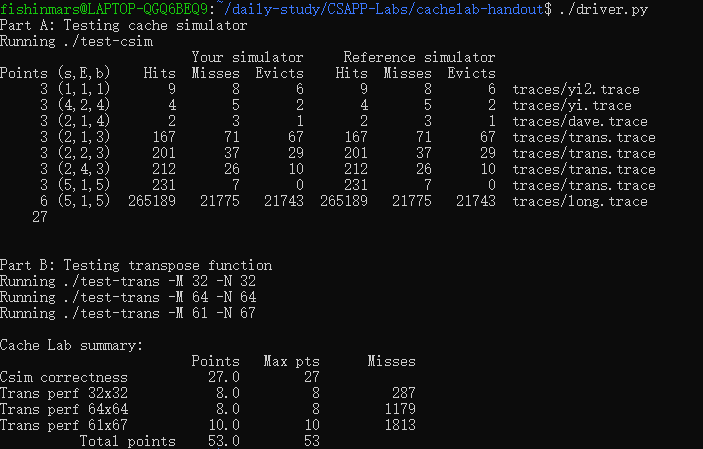 fishinmars@LAPTOP-QGQ6BEQ9:~/daily-study/CSAPP-Labs/cachelab-handout$ ./driver.py
Part A: Testing cache simulator
Running ./test-csim
                        Your simulator     Reference simulator
Points (s,E,b)    Hits  Misses  Evicts    Hits  Misses  Evicts
     3 (1,1,1)       9       8       6       9       8       6  traces/yi2.trace
     3 (4,2,4)       4       5       2       4       5       2  traces/yi.trace
     3 (2,1,4)       2       3       1       2       3       1  traces/dave.trace
     3 (2,1,3)     167      71      67     167      71      67  traces/trans.trace
     3 (2,2,3)     201      37      29     201      37      29  traces/trans.trace
     3 (2,4,3)     212      26      10     212      26      10  traces/trans.trace
     3 (5,1,5)     231       7       0     231       7       0  traces/trans.trace
     6 (5,1,5)  265189   21775   21743  265189   21775   21743  traces/long.trace
    27
Part B: Testing transpose function
Running ./test-trans -M 32 -N 32
Running ./test-trans -M 64 -N 64
Running ./test-trans -M 61 -N 67
Cache Lab summary:
                        Points   Max pts      Misses
Csim correctness          27.0        27
Trans perf 32x32           8.0         8         287
Trans perf 64x64           8.0         8        1179
Trans perf 61x67          10.0        10        1813
          Total points    53.0        53